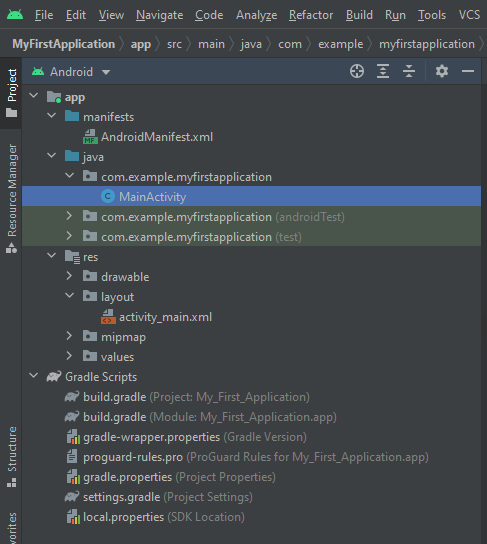 File Edit View Navigate Code Analyze Refactor Build Run Tools VCS
MyFirstApplication app src main java com example myfirstapplication
Project
Resource Manager
Structure
Android
app
manifests
AndroidManifest.xml
java
com.example.myfirstapplication
MainActivity
com.example.myfirstapplication (androidTest)
com.example.myfirstapplication (test)
res
drawable
layout
activity_main.xml
mipmap
values
Gradle Scripts
build.gradle (Project: My_First_Application)
build.gradle (Module: My_First_Application.app)
gradle-wrapper.properties (Gradle Version)
proguard-rules.pro (ProGuard Rules for My_First_Application.app)
gradle.properties (Project Properties)
settings.gradle (Project Settings)
local.properties (SDK Location)